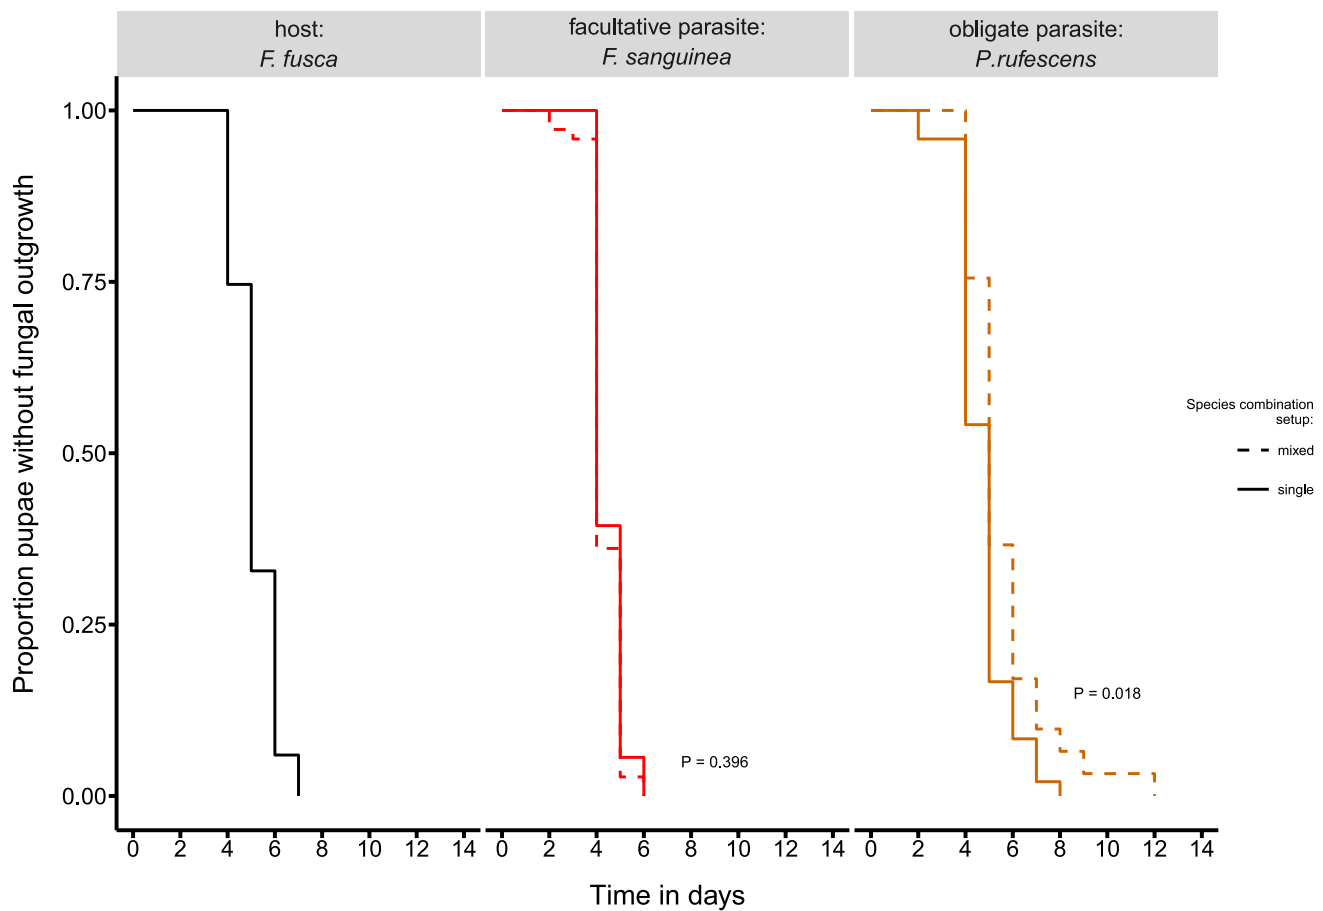 host:
F. fusca
facultative parasite:
F. sanguinea
obligate parasite:
P.rufescens
Proportion pupae without fungal outgrowth
1.00
0.75
0.50
0.25
0.00
P = 0.396
P = 0.018
Species combination
setup:
mixed
single
0 2 4 6 8 10 12 14
0 2 4 6 8 10 12 14
0 2 4 6 8 10 12 14
Time in days